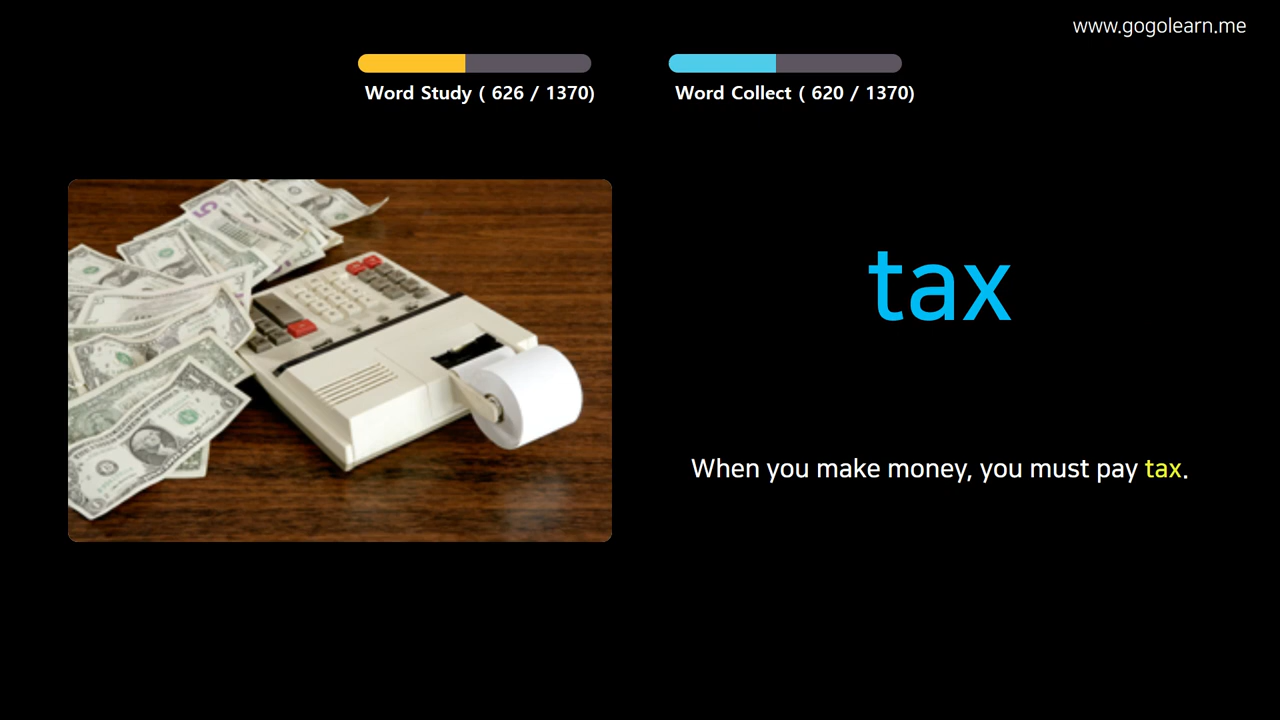 www.gogolearn.me
Word Study ( 626 / 1370)
Word Collect ( 620 / 1370)
tax
When you make money, you must pay tax.